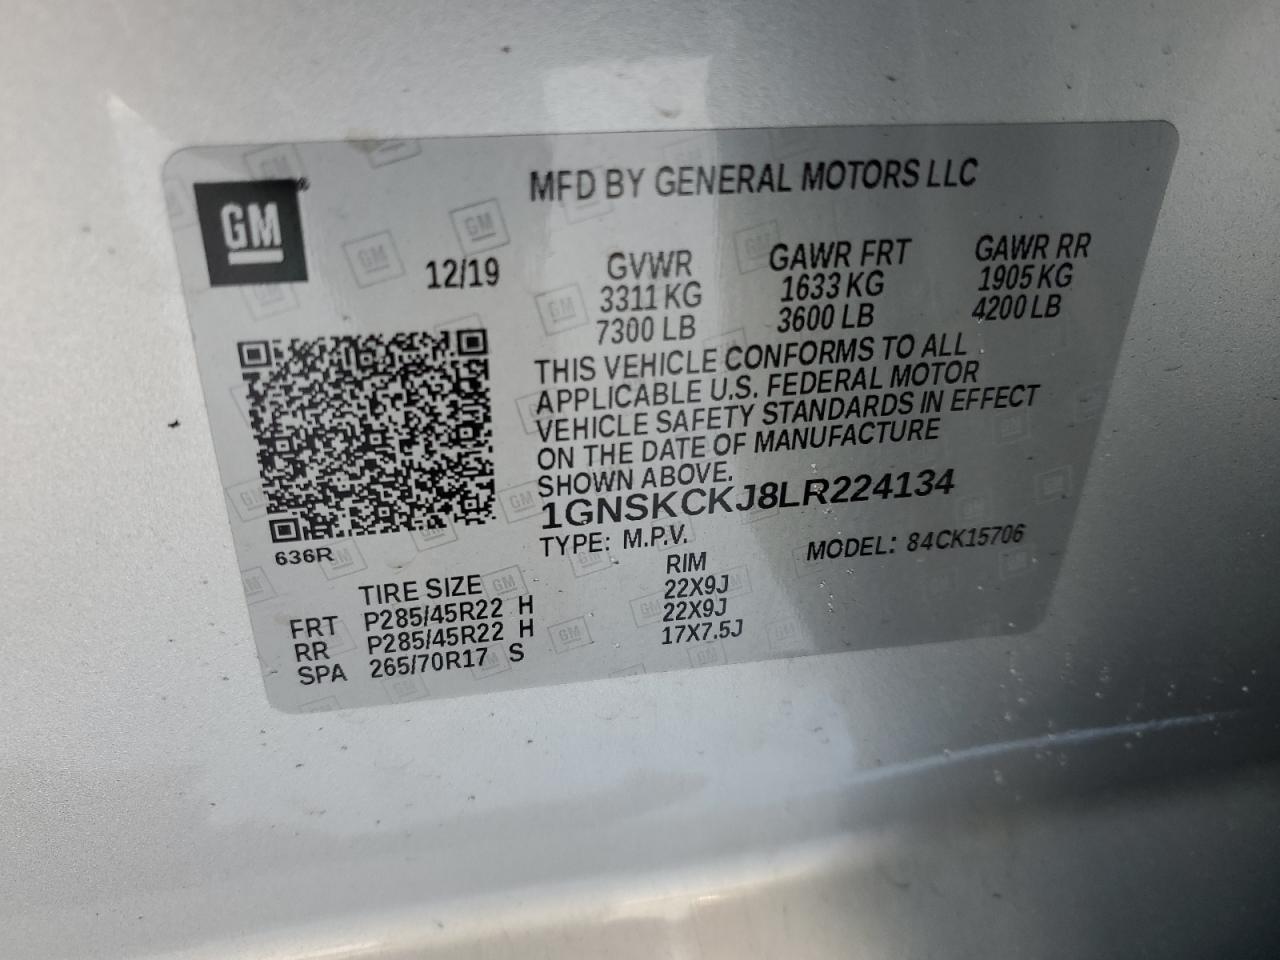 GM
MFD BY GENERAL MOTORS LLC
12/19
GVWR GAWR FRT GAWR RR
3311 KG 1633 KG 1905 KG
7300 LB 3600 LB 4200 LB
THIS VEHICLE CONFORMS TO ALL
APPLICABLE U.S. FEDERAL MOTOR
VEHICLE SAFETY STANDARDS IN EFFECT
ON THE DATE OF MANUFACTURE
SHOWN ABOVE.
1GNSKCKJ8LR224134
636R
TYPE: M.P.V. MODEL: 84CK15706
TIRE SIZE RIM
FRT P285/45R22 H 22X9J
RR P285/45R22 H 22X9J
SPA 265/70R17 S 17X7.5J